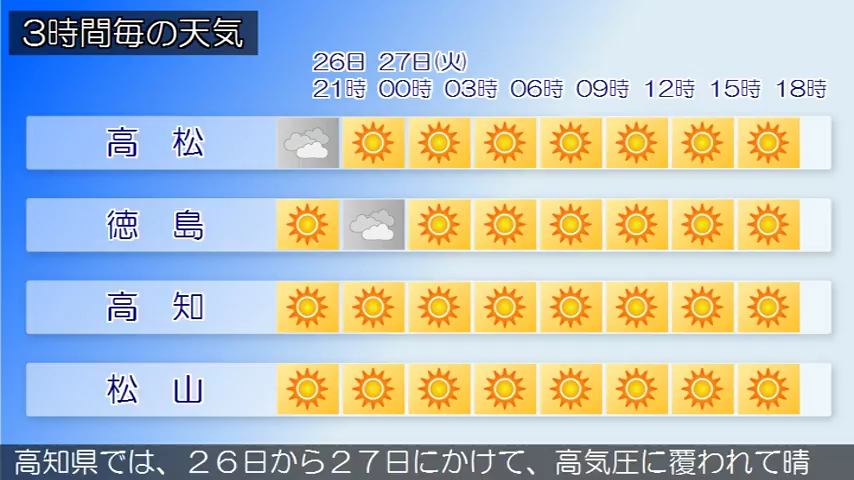 3時間毎の天気
26日 27日(火)
21時 00時 03時 06時 09時 12時 15時 18時
高松
徳島
高知
松山
高知県では、２６日から２７日にかけて、高気圧に覆われて晴